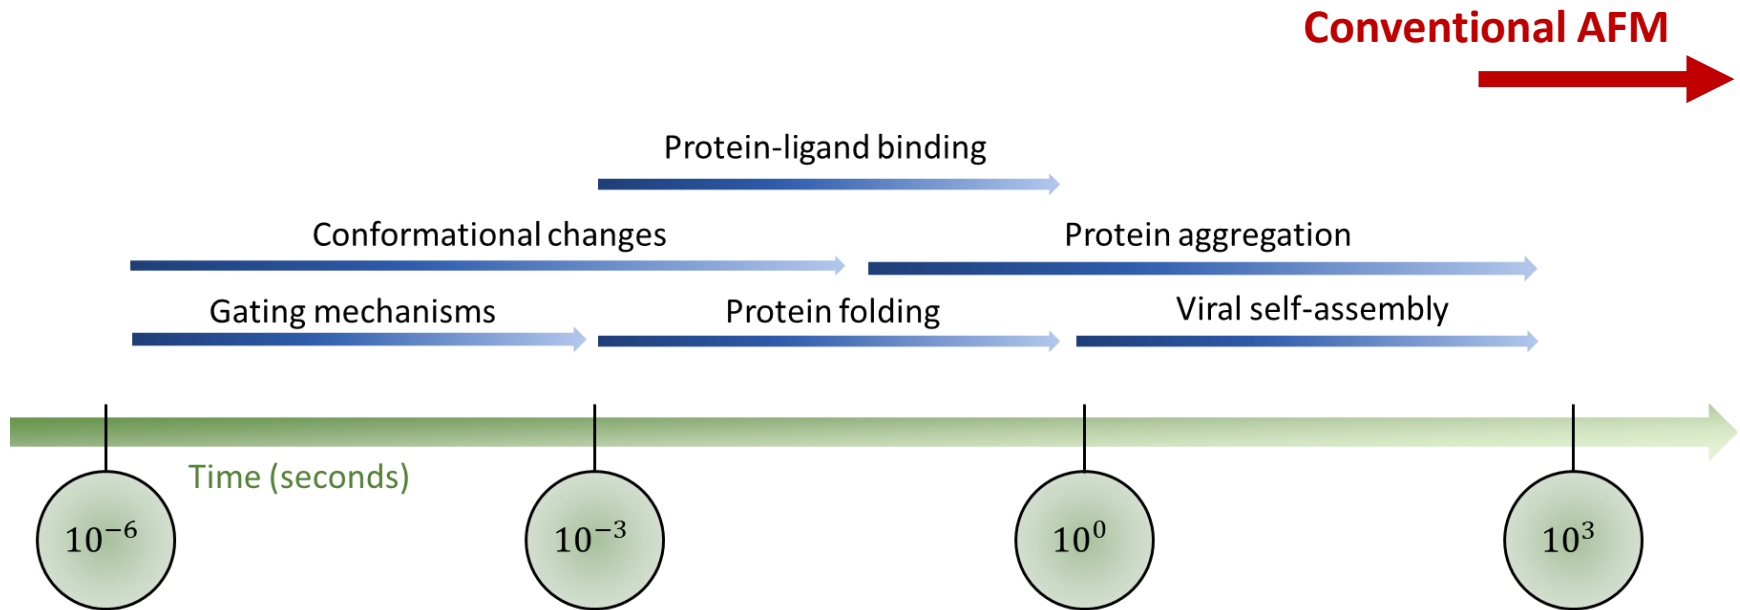 Conventional AFM
Protein-ligand binding
Conformational changes
Protein aggregation
Gating mechanisms
Protein folding
Viral self-assembly
Time (seconds)
10⁻⁶
10⁻³
10⁰
10³